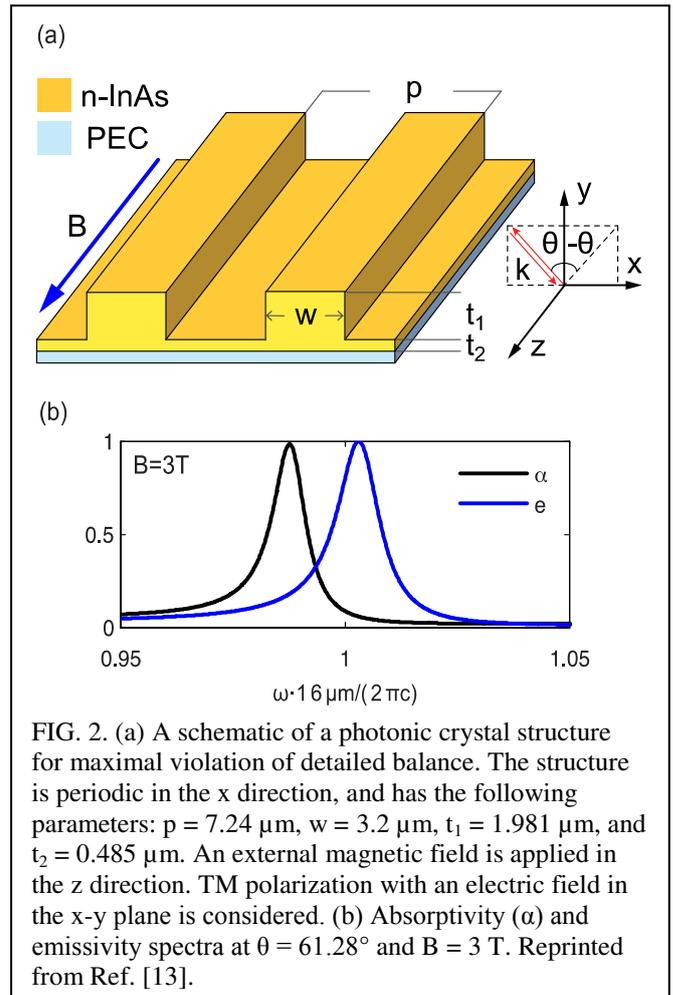 (a)
n-InAs
PEC
p
B
w
t₁
t₂
y
θ -θ
k
x
z
(b)
B=3T
α
e
1
0.5
0
0.95 1 1.05
ω·16μm/(2πc)
FIG. 2. (a) A schematic of a photonic crystal structure
for maximal violation of detailed balance. The structure
is periodic in the x direction, and has the following
parameters: p = 7.24 μm, w = 3.2 μm, t₁ = 1.981 μm, and
t₂ = 0.485 μm. An external magnetic field is applied in
the z direction. TM polarization with an electric field in
the x-y plane is considered. (b) Absorptivity (α) and
emissivity spectra at θ = 61.28° and B = 3 T. Reprinted
from Ref. [13].